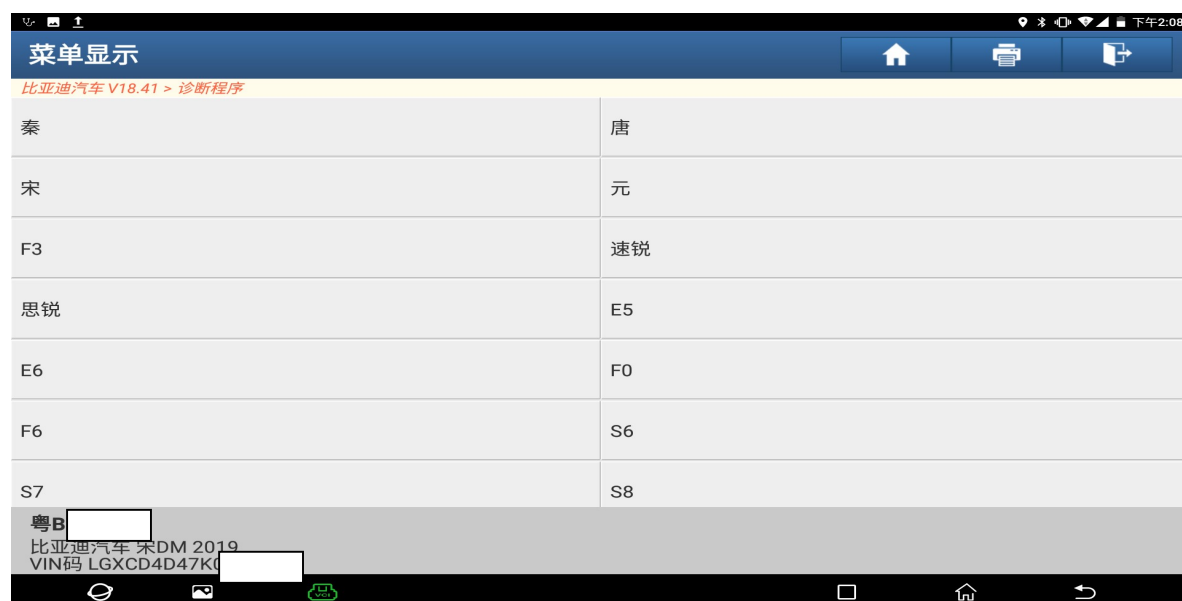 下午2:08
菜单显示
比亚迪汽车 V18.41 > 诊断程序
秦
唐
宋
元
F3
速锐
思锐
E5
E6
F0
F6
S6
S7
S8
粤B
比亚迪汽车 宋DM 2019
VIN码 LGXCD4D47K
VCI